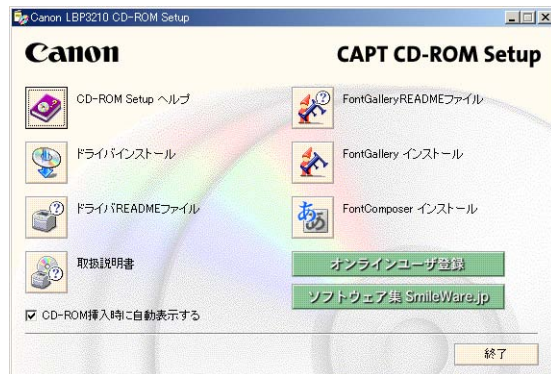 Canon LBP3210 CD-ROM Setup
Canon
CAPT CD-ROM Setup
CD-ROM Setup ヘルプ
ドライバインストール
ドライバREADMEファイル
取扱説明書
FontGalleryREADMEファイル
FontGallery インストール
FontComposer インストール
オンラインユーザ登録
ソフトウェア集 SmileWare.jp
CD-ROM挿入時に自動表示する
終了